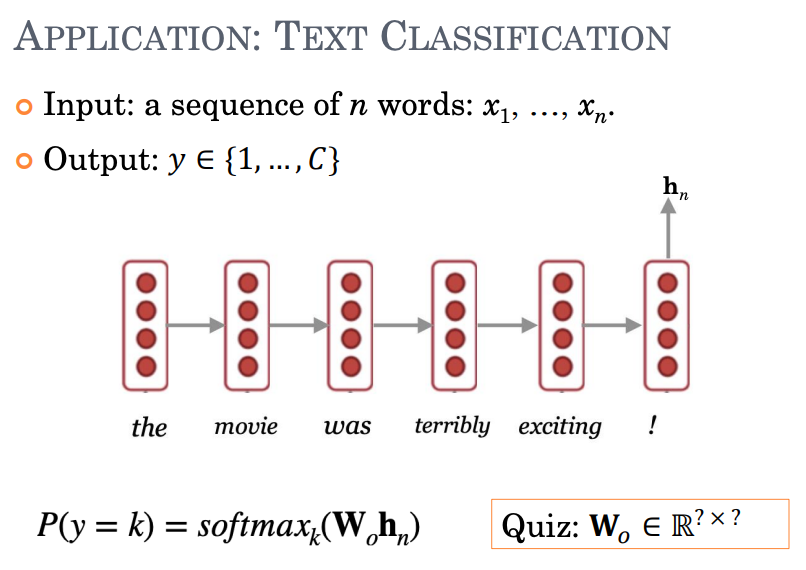 APPLICATION: TEXT CLASSIFICATION
Input: a sequence of n words: x₁, …, xₙ.
Output: y ∈ {1, … , C}
hₙ
the movie was terribly exciting !
P(y = k) = softmaxₖ(Wₒhₙ)
Quiz: Wₒ ∈ ℝ^{? × ?}